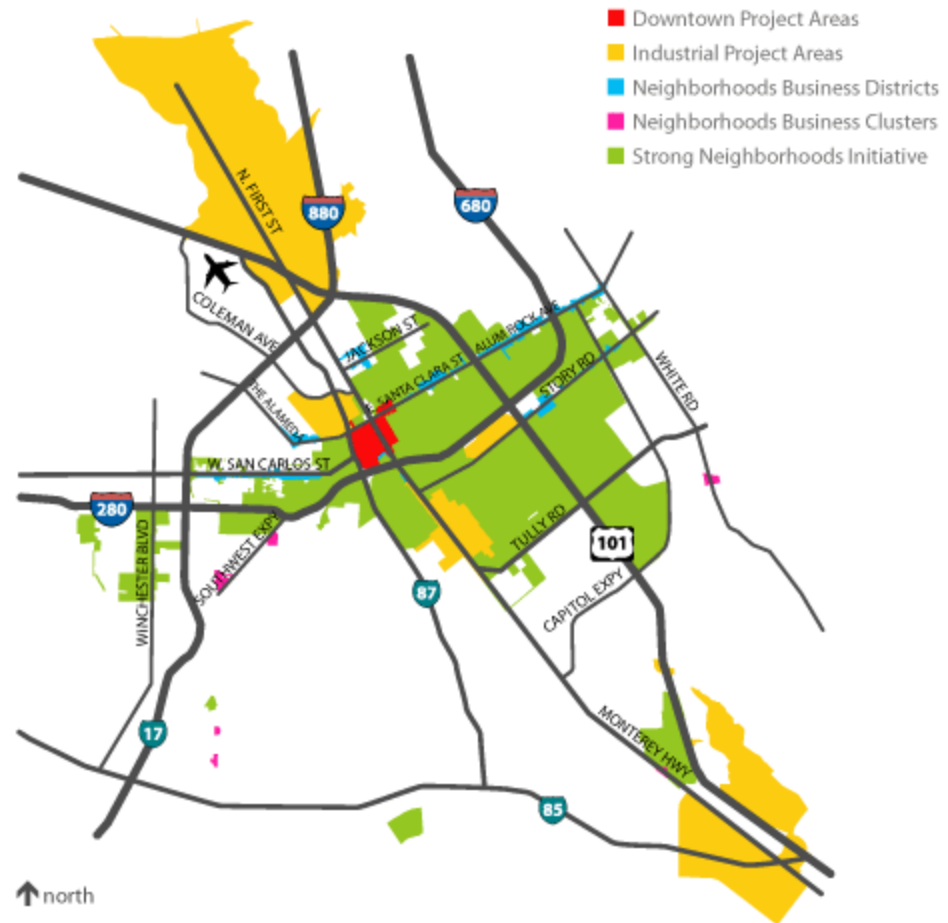 Downtown Project Areas
Industrial Project Areas
Neighborhoods Business Districts
Neighborhoods Business Clusters
Strong Neighborhoods Initiative
N. FIRST ST
880
680
COLEMAN AVE
JACKSON ST
ALUM ROCK AVE
SANTA CLARA ST
STORY RD
WHITE RD
THE ALAMEDA
W. SAN CARLOS ST
280
WINCHESTER BLVD
SOUTHWEST EXPY
TULLY RD
101
CAPITOL EXPY
87
MONTEREY HWY
17
85
north